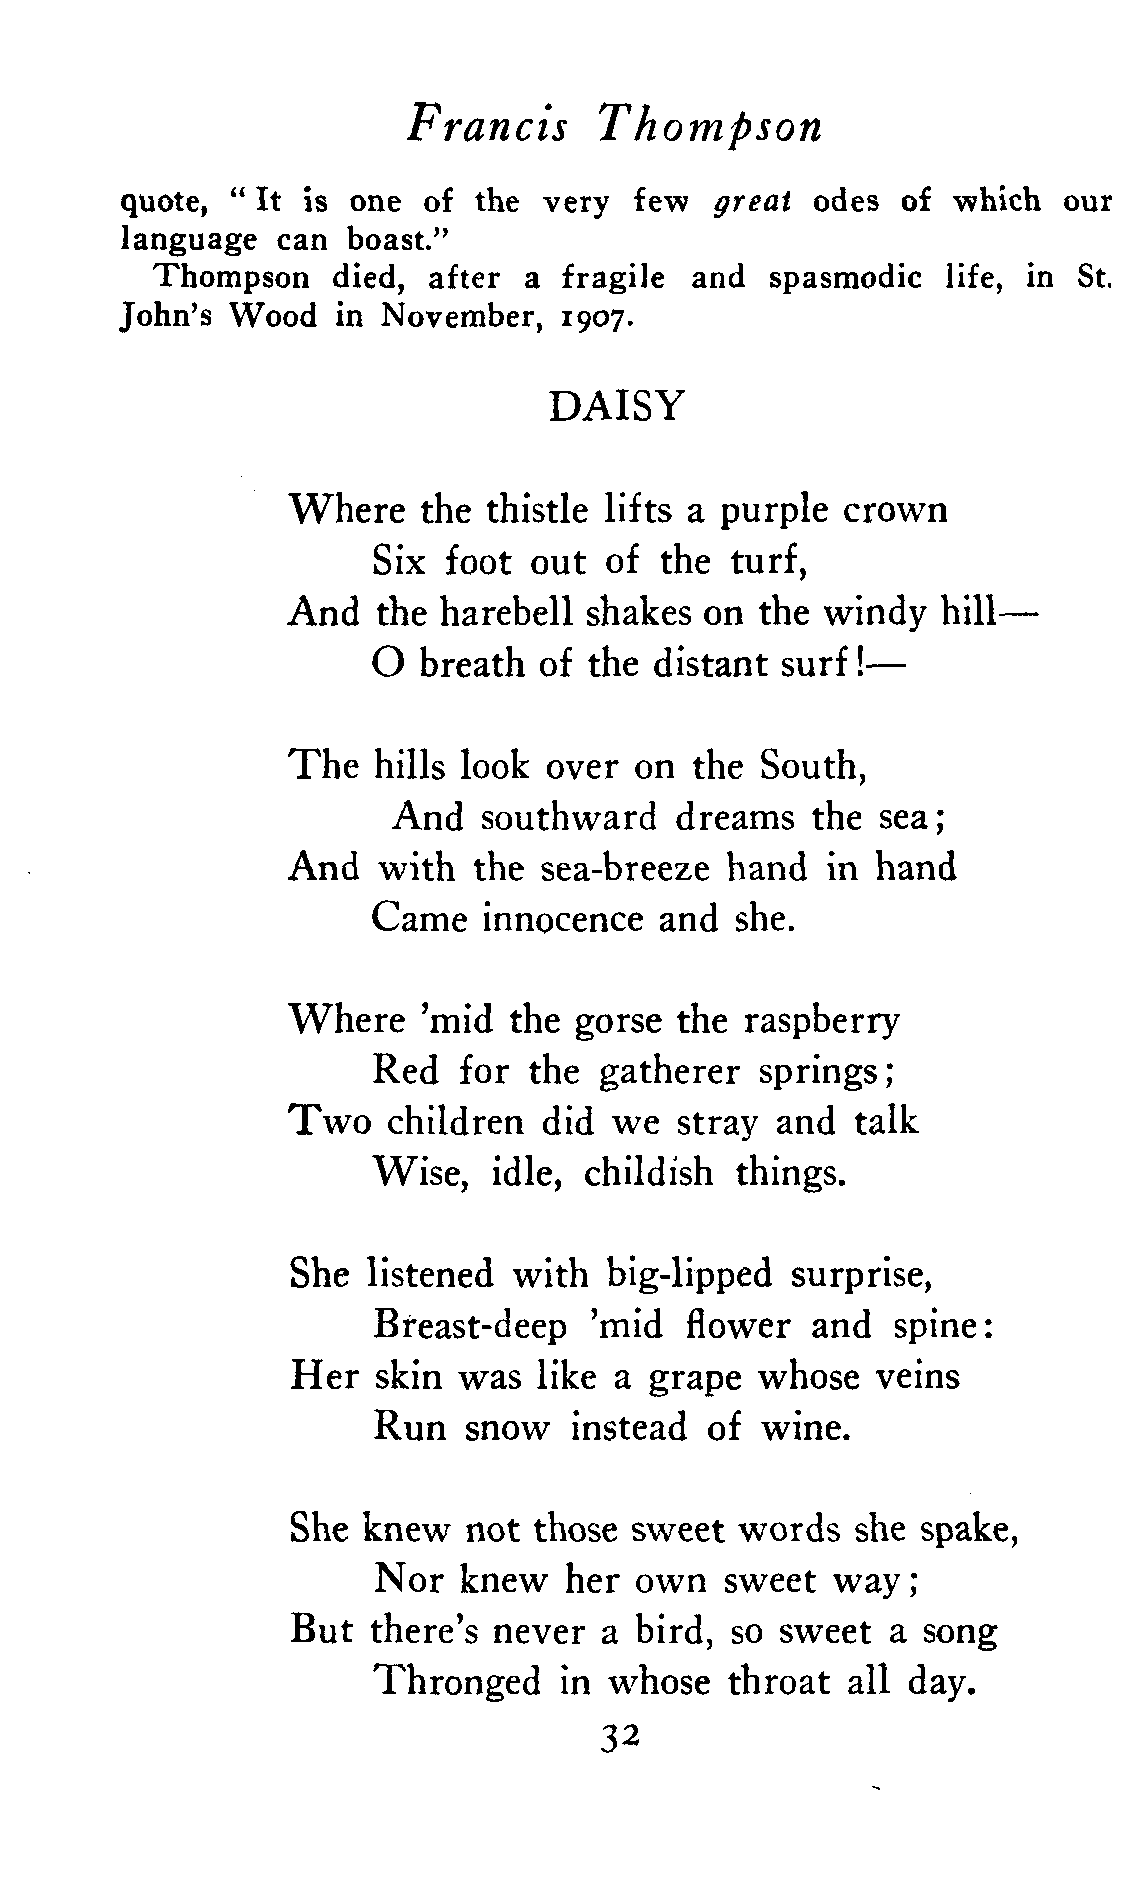 Francis Thompson
quote, "It is one of the very few great odes of which our
language can boast."
Thompson died, after a fragile and spasmodic life, in St.
John's Wood in November, 1907.
DAISY
Where the thistle lifts a purple crown
Six foot out of the turf,
And the harebell shakes on the windy hill—
O breath of the distant surf!—
The hills look over on the South,
And southward dreams the sea;
And with the sea-breeze hand in hand
Came innocence and she.
Where 'mid the gorse the raspberry
Red for the gatherer springs;
Two children did we stray and talk
Wise, idle, childish things.
She listened with big-lipped surprise,
Breast-deep 'mid flower and spine:
Her skin was like a grape whose veins
Run snow instead of wine.
She knew not those sweet words she spake,
Nor knew her own sweet way;
But there's never a bird, so sweet a song
Thronged in whose throat all day.
32